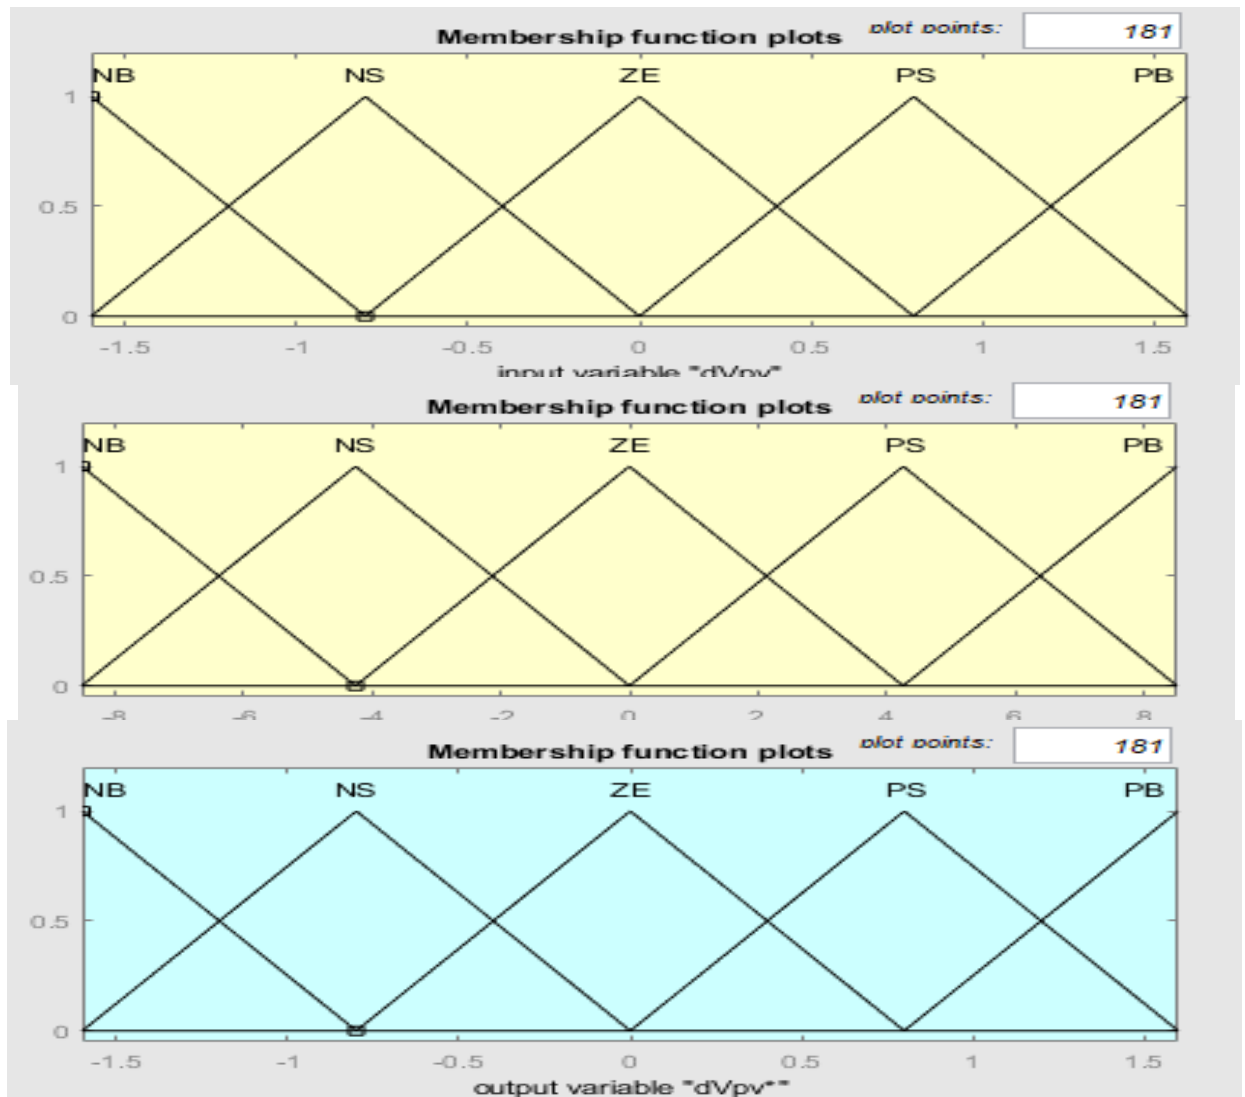 Membership function plots plot points: 181
NB NS ZE PS PB
1
0.5
0
-1.5 -1 -0.5 0 0.5 1 1.5
input variable "dVpv"
Membership function plots plot points: 181
NB NS ZE PS PB
1
0.5
0
-8 -6 -4 -2 0 2 4 6 8
Membership function plots plot points: 181
NB NS ZE PS PB
1
0.5
0
-1.5 -1 -0.5 0 0.5 1 1.5
output variable "dVpv*"